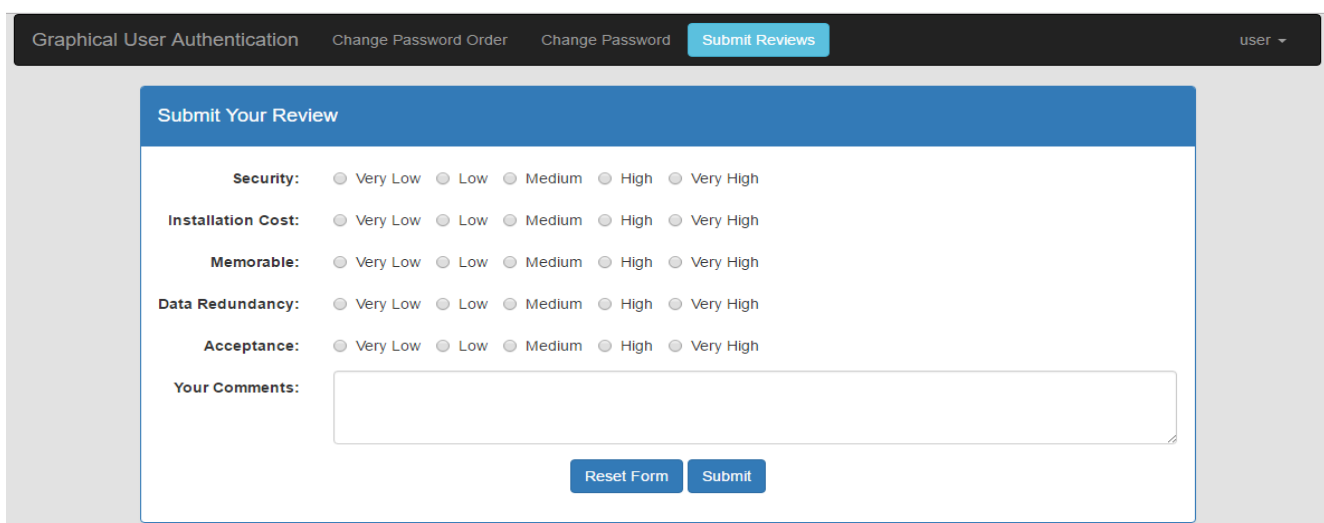 Graphical User Authentication Change Password Order Change Password Submit Reviews user
Submit Your Review
Security: Very Low Low Medium High Very High
Installation Cost: Very Low Low Medium High Very High
Memorable: Very Low Low Medium High Very High
Data Redundancy: Very Low Low Medium High Very High
Acceptance: Very Low Low Medium High Very High
Your Comments:
Reset Form Submit